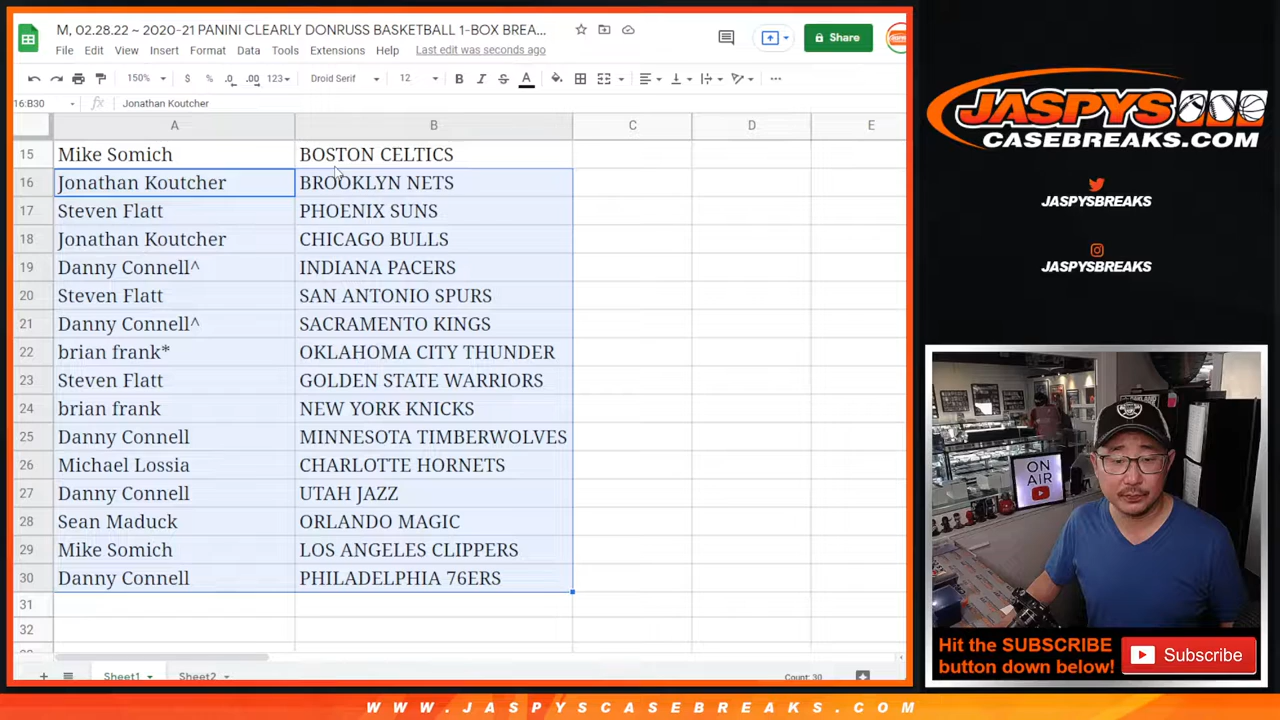 M, 02.28.22 ~ 2020-21 PANINI CLEARLY DONRUSS BASKETBALL 1-BOX BREA...
File Edit View Insert Format Data Tools Extensions Help Last edit was seconds ago
Share
150% $ % .0 .00 123 Droid Serif 12 B I S A
16:B30 fx Jonathan Koutcher
A B C D E
15 Mike Somich BOSTON CELTICS
16 Jonathan Koutcher BROOKLYN NETS
17 Steven Flatt PHOENIX SUNS
18 Jonathan Koutcher CHICAGO BULLS
19 Danny Connell^ INDIANA PACERS
20 Steven Flatt SAN ANTONIO SPURS
21 Danny Connell^ SACRAMENTO KINGS
22 brian frank* OKLAHOMA CITY THUNDER
23 Steven Flatt GOLDEN STATE WARRIORS
24 brian frank NEW YORK KNICKS
25 Danny Connell MINNESOTA TIMBERWOLVES
26 Michael Lossia CHARLOTTE HORNETS
27 Danny Connell UTAH JAZZ
28 Sean Maduck ORLANDO MAGIC
29 Mike Somich LOS ANGELES CLIPPERS
30 Danny Connell PHILADELPHIA 76ERS
31
32
Sheet1 Sheet2 Count: 30
JASPYS
CASEBREAKS.COM
JASPYSBREAKS
JASPYSBREAKS
ON
AIR
Hit the SUBSCRIBE
button down below!
Subscribe
WWW.JASPYSCASEBREAKS.COM